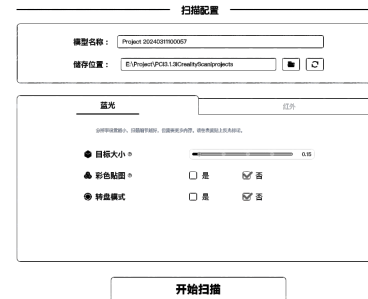 扫描配置
模型名称： Project 20240311100057
储存位置： E:\Project\PCI3.1.3\CrealityScan\projects
蓝光 红外
目标大小 0.15
彩色贴图 是 否
转盘模式 是 否
开始扫描